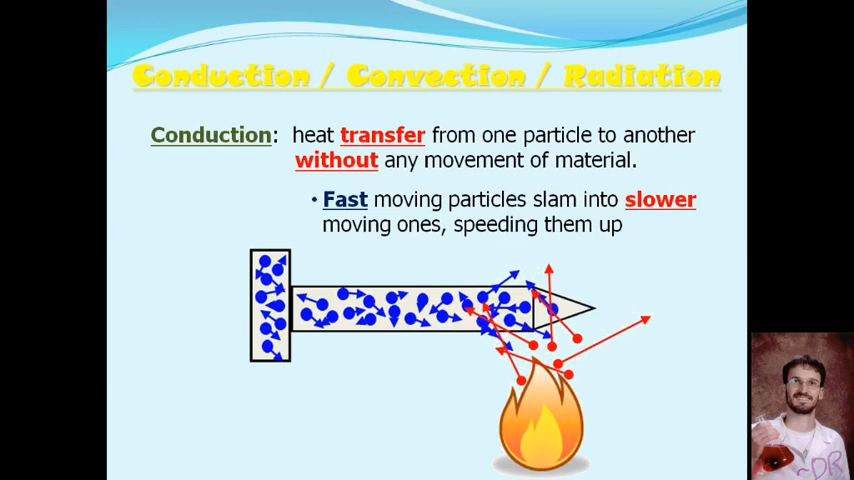 Conduction / Convection / Radiation
Conduction: heat transfer from one particle to another
without any movement of material.
• Fast moving particles slam into slower
moving ones, speeding them up
~DR